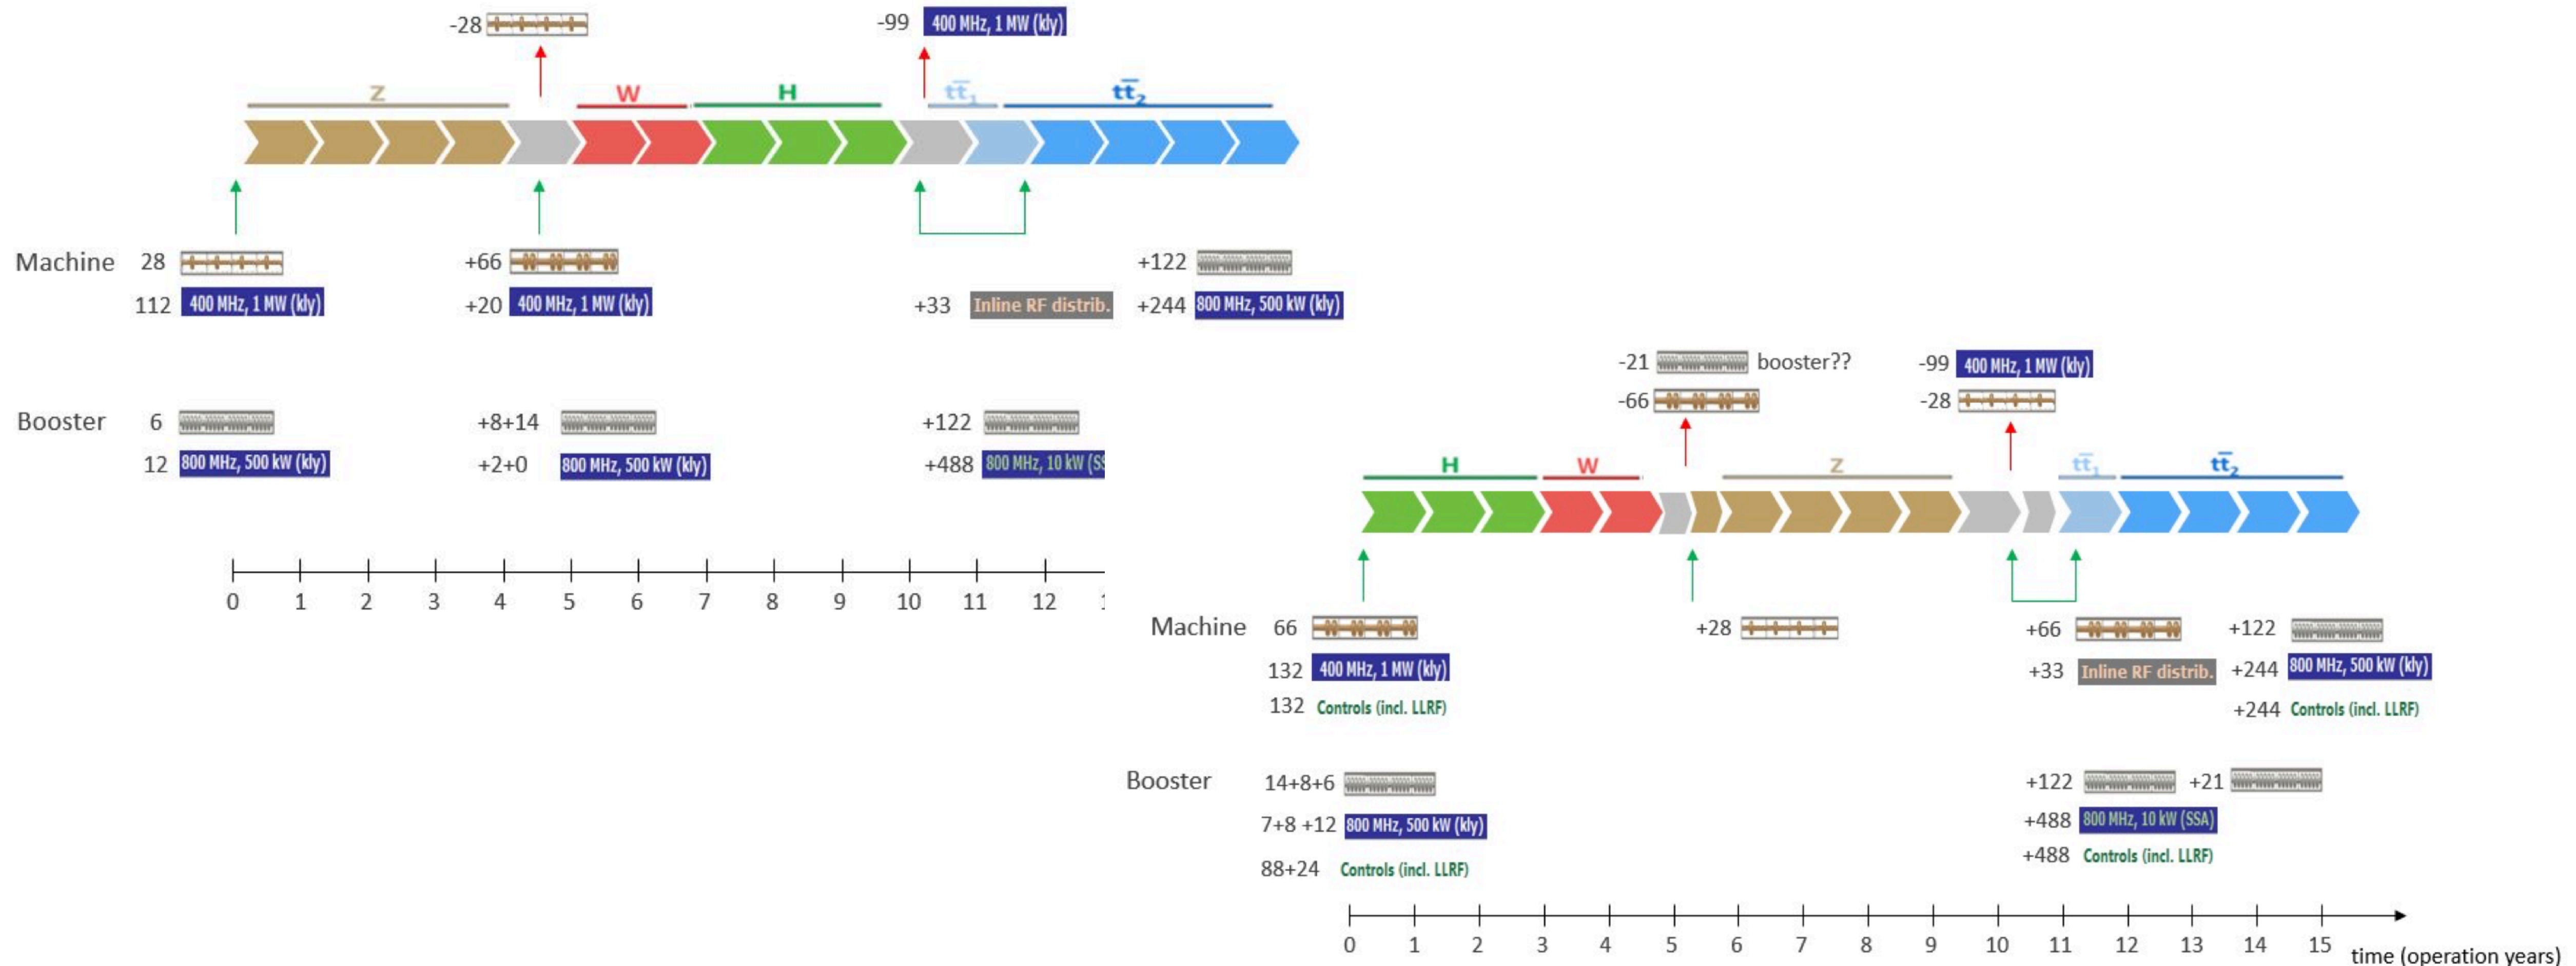 -28
-99 400 MHz, 1 MW (kly)
Z W H tt̅₁ tt̅₂
Machine 28 +66 +122
112 400 MHz, 1 MW (kly) +20 400 MHz, 1 MW (kly) +33 Inline RF distrib. +244 800 MHz, 500 kW (kly)
Booster 6 +8+14 +122
12 800 MHz, 500 kW (kly) +2+0 800 MHz, 500 kW (kly) +488 800 MHz, 10 kW (SS
0 1 2 3 4 5 6 7 8 9 10 11 12
-21 booster?? -99 400 MHz, 1 MW (kly)
-66 -28
H W Z tt̅₁ tt̅₂
Machine 66 +28 +66 +122
132 400 MHz, 1 MW (kly) +33 Inline RF distrib. +244 800 MHz, 500 kW (kly)
132 Controls (incl. LLRF) +244 Controls (incl. LLRF)
Booster 14+8+6 +122 +21
7+8 +12 800 MHz, 500 kW (kly) +488 800 MHz, 10 kW (SSA)
88+24 Controls (incl. LLRF) +488 Controls (incl. LLRF)
0 1 2 3 4 5 6 7 8 9 10 11 12 13 14 15 time (operation years)